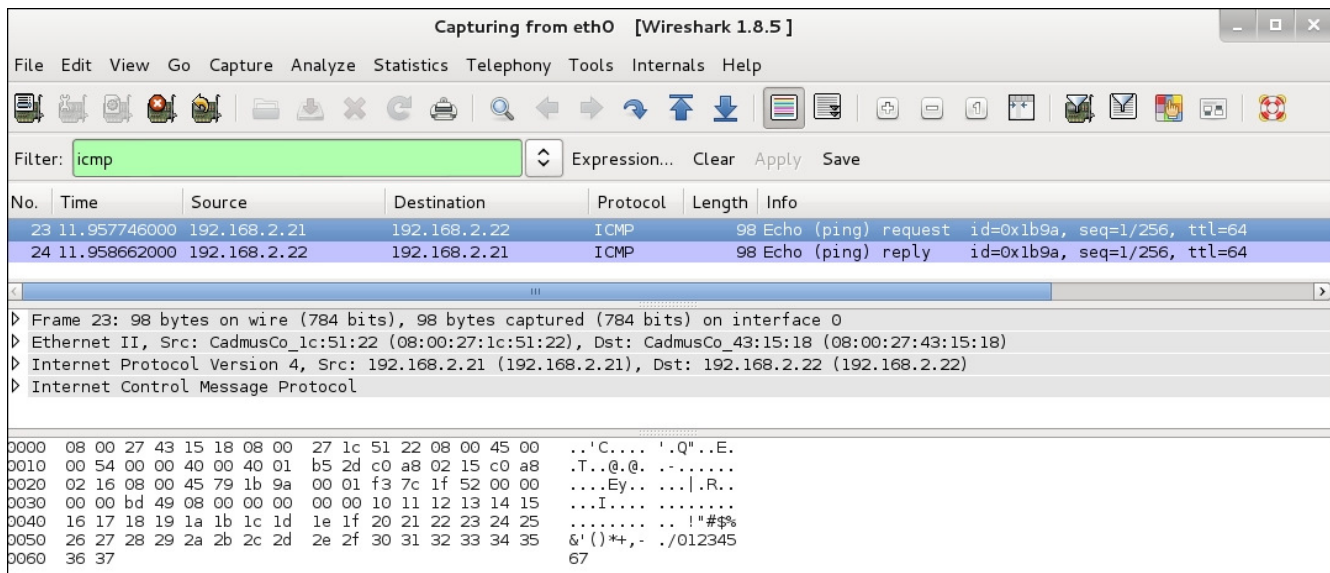 Capturing from eth0 [Wireshark 1.8.5 ]
File Edit View Go Capture Analyze Statistics Telephony Tools Internals Help
Filter: icmp Expression... Clear Apply Save
No. Time Source Destination Protocol Length Info
23 11.957746000 192.168.2.21 192.168.2.22 ICMP 98 Echo (ping) request id=0x1b9a, seq=1/256, ttl=64
24 11.958662000 192.168.2.22 192.168.2.21 ICMP 98 Echo (ping) reply id=0x1b9a, seq=1/256, ttl=64
Frame 23: 98 bytes on wire (784 bits), 98 bytes captured (784 bits) on interface 0
Ethernet II, Src: CadmusCo_1c:51:22 (08:00:27:1c:51:22), Dst: CadmusCo_43:15:18 (08:00:27:43:15:18)
Internet Protocol Version 4, Src: 192.168.2.21 (192.168.2.21), Dst: 192.168.2.22 (192.168.2.22)
Internet Control Message Protocol
0000 08 00 27 43 15 18 08 00 27 1c 51 22 08 00 45 00 ..'C.... '.Q"..E.
0010 00 54 00 00 40 00 40 01 b5 2d c0 a8 02 15 c0 a8 .T..@.@. .-......
0020 02 16 08 00 45 79 1b 9a 00 01 f3 7c 1f 52 00 00 ....Ey.. ...|.R..
0030 00 00 bd 49 08 00 00 00 00 00 10 11 12 13 14 15 ...I.... ........
0040 16 17 18 19 1a 1b 1c 1d 1e 1f 20 21 22 23 24 25 ........ .. !"#$%
0050 26 27 28 29 2a 2b 2c 2d 2e 2f 30 31 32 33 34 35 &'()*+,- ./012345
0060 36 37 67